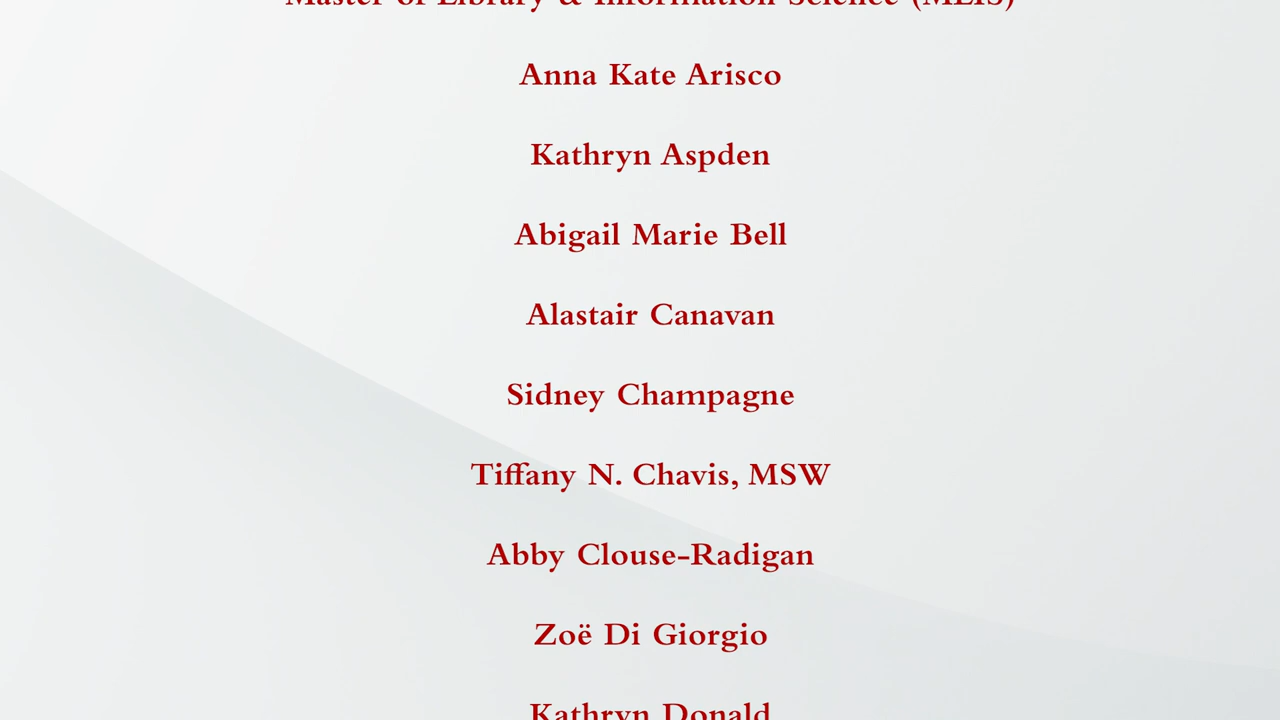 Master of Library & Information Science (MLIS)
Anna Kate Arisco
Kathryn Aspden
Abigail Marie Bell
Alastair Canavan
Sidney Champagne
Tiffany N. Chavis, MSW
Abby Clouse-Radigan
Zoë Di Giorgio
Kathryn Donald